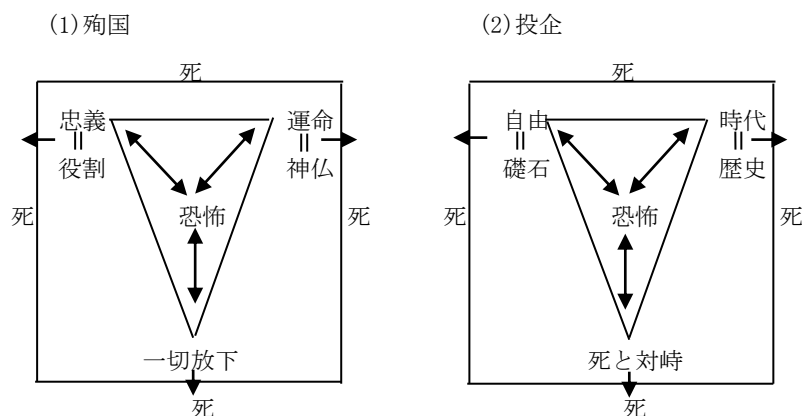 (1)殉国
死
忠義
=
役割
運命
=
神仏
死
恐怖
死
一切放下
死
(2)投企
死
自由
=
礎石
時代
=
歴史
死
恐怖
死
死と対峙
死